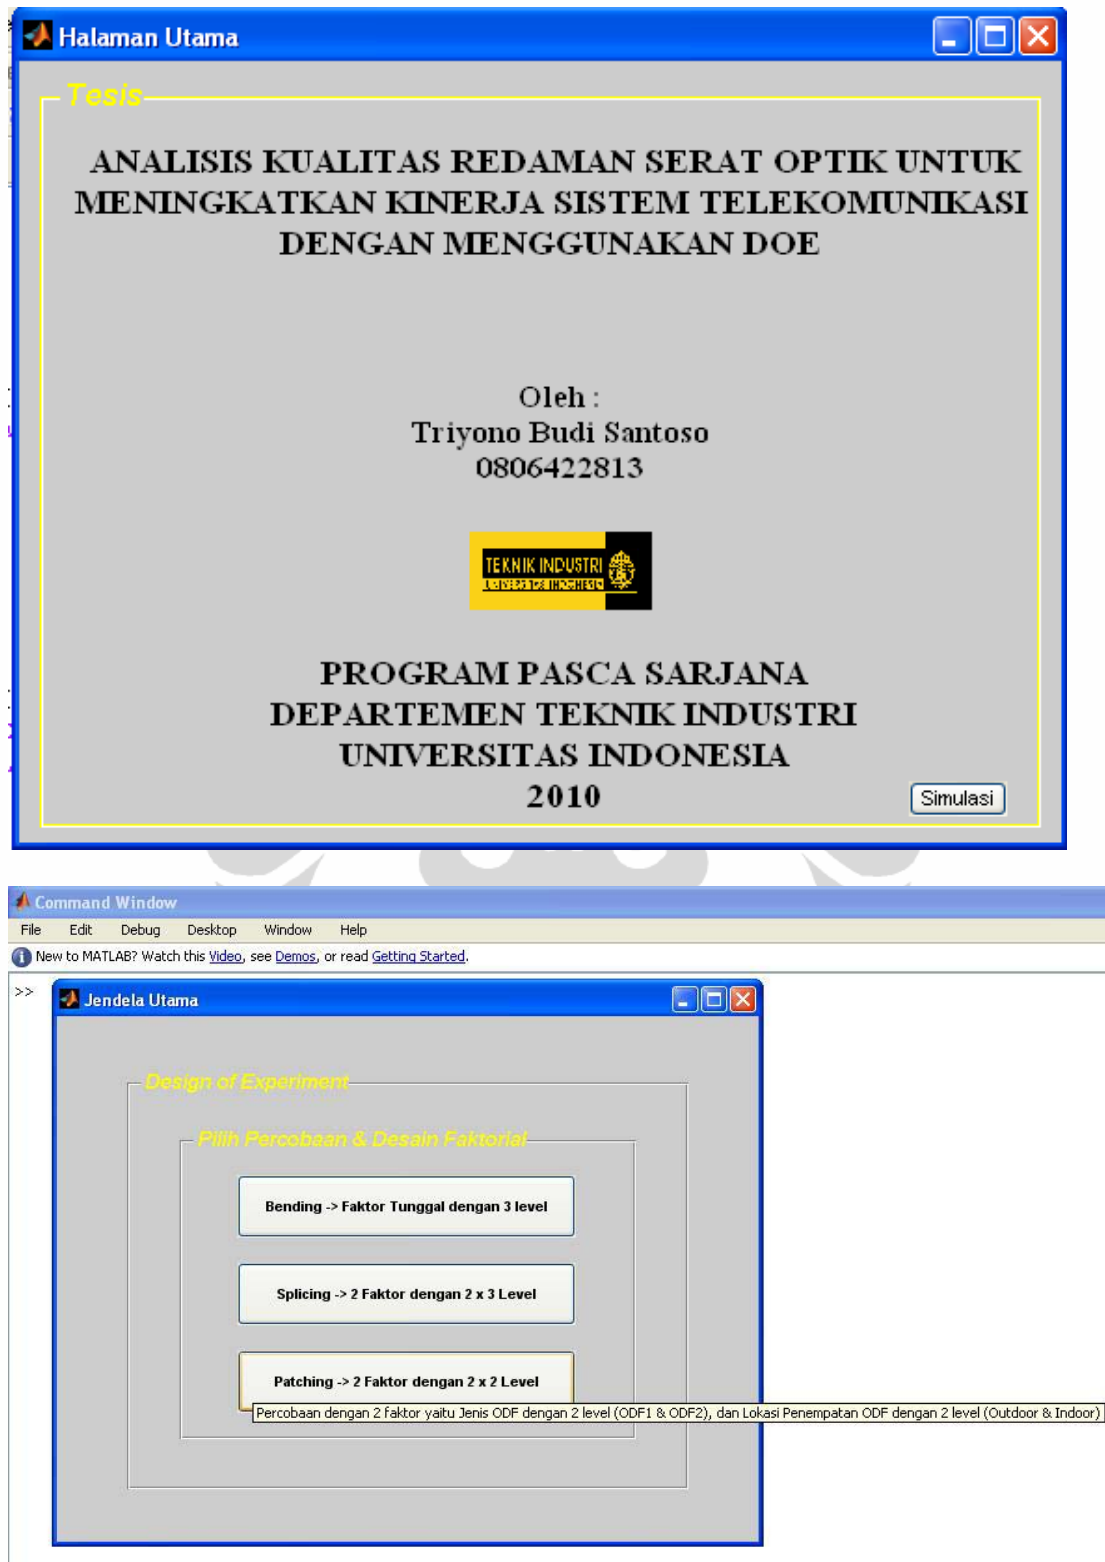 Halaman Utama
Tesis
ANALISIS KUALITAS REDAMAN SERAT OPTIK UNTUK
MENINGKATKAN KINERJA SISTEM TELEKOMUNIKASI
DENGAN MENGGUNAKAN DOE
Oleh :
Triyono Budi Santoso
0806422813
TEKNIK INDUSTRI
UNIVERSITAS INDONESIA
PROGRAM PASCA SARJANA
DEPARTEMEN TEKNIK INDUSTRI
UNIVERSITAS INDONESIA
2010
Simulasi
Command Window
File Edit Debug Desktop Window Help
New to MATLAB? Watch this Video, see Demos, or read Getting Started.
>>
Jendela Utama
Design of Experiment
Pilih Percobaan & Desain Faktorial
Bending -> Faktor Tunggal dengan 3 level
Splicing -> 2 Faktor dengan 2 x 3 Level
Patching -> 2 Faktor dengan 2 x 2 Level
Percobaan dengan 2 faktor yaitu Jenis ODF dengan 2 level (ODF1 & ODF2), dan Lokasi Penempatan ODF dengan 2 level (Outdoor & Indoor)